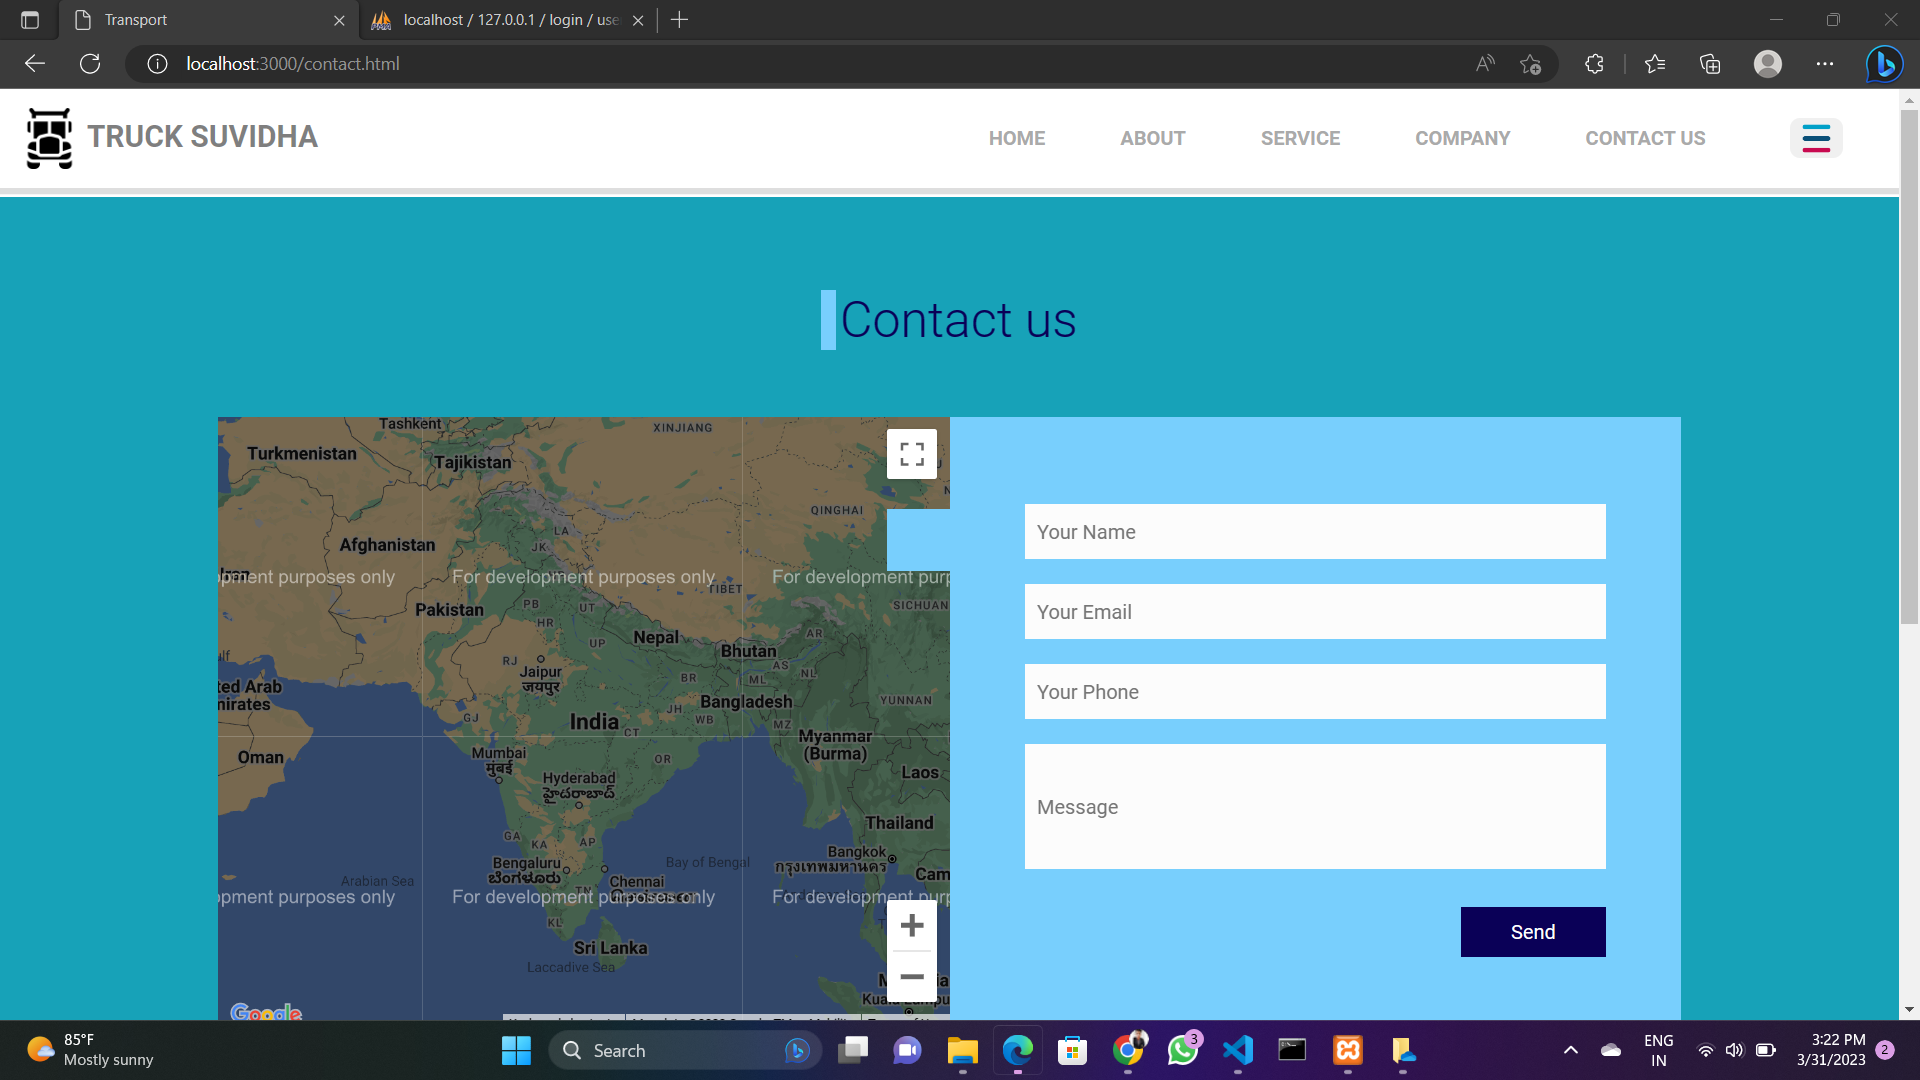 Transport
localhost / 127.0.0.1 / login / use
localhost:3000/contact.html
TRUCK SUVIDHA
HOME
ABOUT
SERVICE
COMPANY
CONTACT US
Contact us
Tashkent
XINJIANG
Turkmenistan
Tajikistan
QINGHAI
LA
Afghanistan
JK
Iran
pment purposes only
For development purposes only
For development pur
TIBET
PB
UT
SICHUAN
Pakistan
HR
UP
Nepal
AR
Bhutan
RJ
Jaipur
जयपुर
AS
NL
BR
ML
ted Arab
mirates
Bangladesh
YUNNAN
GJ
India
JH
WB
CT
MZ
Myanmar
(Burma)
Oman
Mumbai
मुंबई
OR
Hyderabad
హైదరాబాద్
Laos
Thailand
GA
KA
AP
Bangkok
กรุงเทพมหานคร
Bengaluru
ಬೆಂಗಳೂರು
Bay of Bengal
Arabian Sea
Chennai
TN
Cam
pment purposes only
For development purposes only
For development pur
KL
Sri Lanka
Laccadive Sea
Google
Your Name
Your Email
Your Phone
Message
Send
85°F
Mostly sunny
Search
3
ENG
IN
3:22 PM
3/31/2023
2